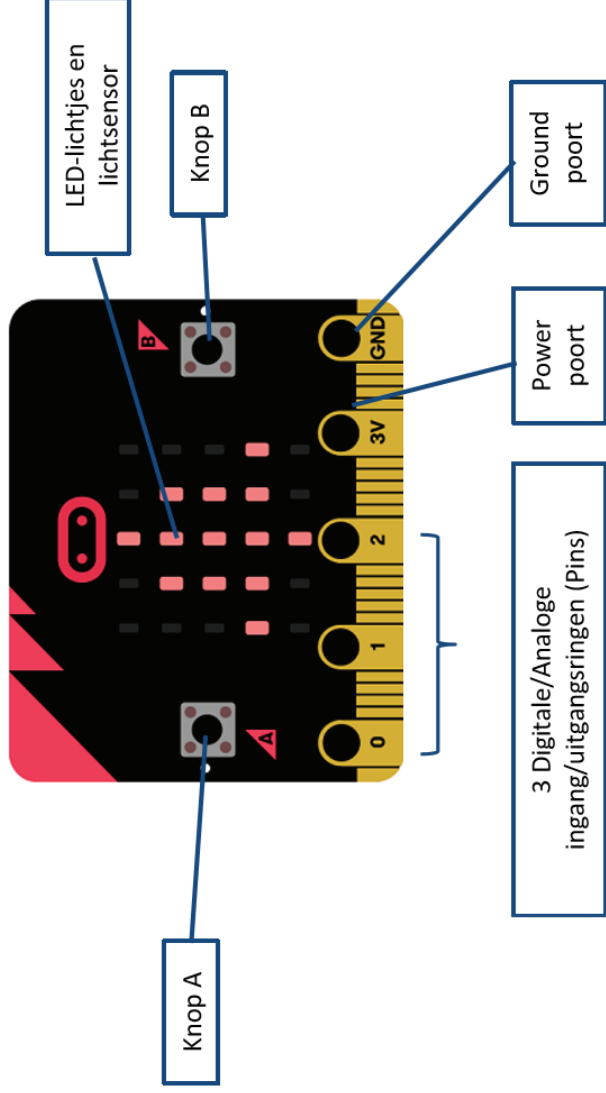 LED-lichtjes en
lichtsensor
Knop B
Knop A
B
A
0
1
2
3V
GND
3 Digitale/Analoge
ingang/uitgangsringen (Pins)
Power
poort
Ground
poort